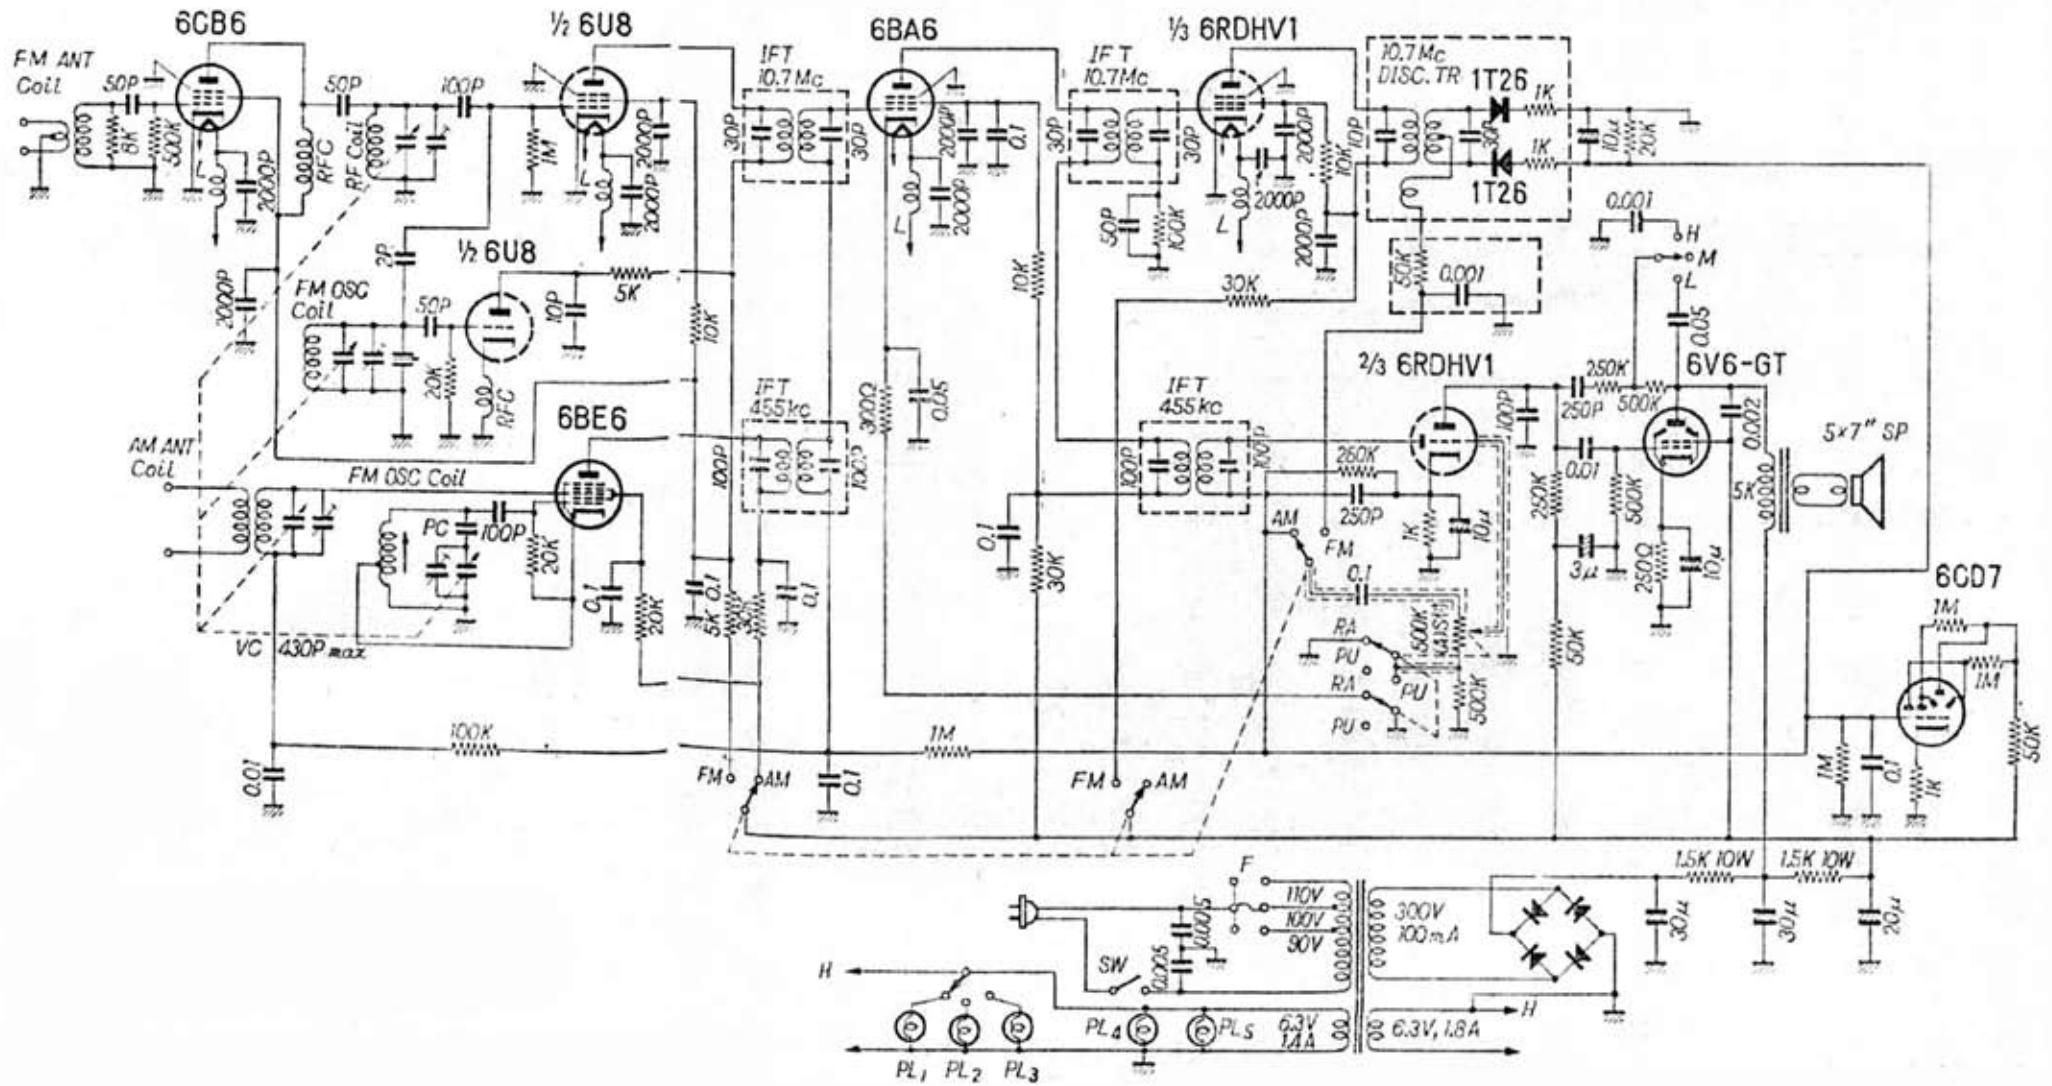 6CB6
½ 6U8
6BA6
⅓ 6RDHV1
FM ANT
Coil
50P
8K
500K
L
2000P
RFC
50P
RF Coil
100P
1M
L
2000P
2000P
IFT
10.7Mc
30P
30P
2000P
0.1
L
2000P
IFT
10.7Mc
30P
30P
50P
100K
2000P
L
2000P
10K
2000P
10.7Mc
DISC. TR
10P
30P
1T26
1T26
1K
1K
10μ
20K
0.001
H
M
L
0.05
50K
0.001
2P
½ 6U8
FM OSC
Coil
50P
20K
RFC
10P
5K
2000P
10K
10K
30K
300Ω
0.05
IFT
455kc
100P
100P
IFT
455kc
100P
100P
⅔ 6RDHV1
260K
250P
100P
250P
250K
500K
6V6-GT
0.002
5×7" SP
5K
0.01
250K
500K
3μ
250Ω
10μ
AM ANT
Coil
FM OSC Coil
6BE6
PC
100P
20K
0.1
20K
0.1
5K
30K
0.1
VC 430P max
0.1
30K
AM
FM
1K
10μ
0.1
500K
RA
PU
RA
PU
PU
500K
50K
6CD7
1M
1M
50K
1M
0.1
1K
100K
0.01
1M
FM
AM
0.1
FM
AM
1.5K 10W
1.5K 10W
30μ
30μ
20μ
F
110V
100V
90V
300V
100mA
0.005
0.005
SW
H
PL1
PL2
PL3
PL4
PL5
6.3V
1.4A
6.3V, 1.8A
H